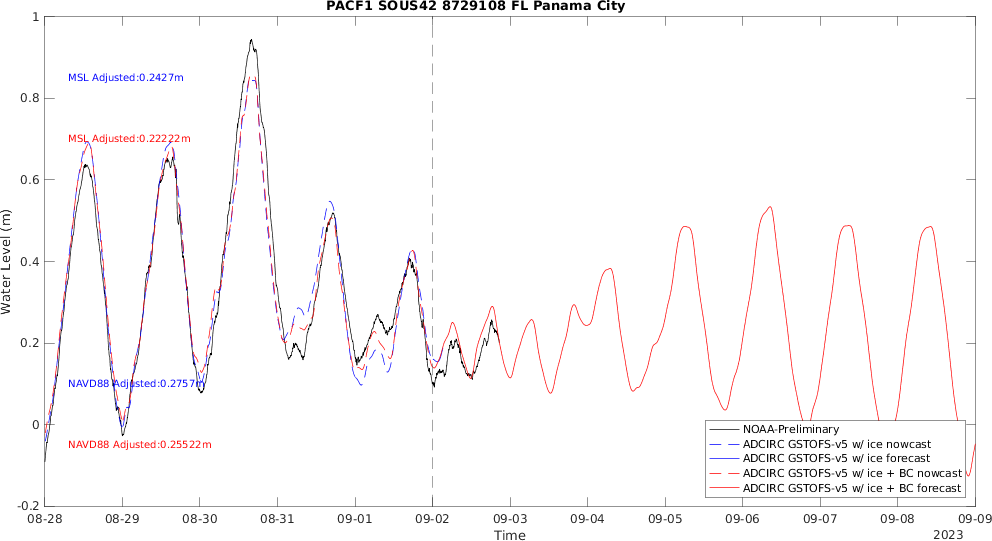 PACF1 SOUS42 8729108 FL Panama City
1
0.8
0.6
0.4
0.2
0
-0.2
Water Level (m)
MSL Adjusted:0.2427m
MSL Adjusted:0.22222m
NAVD88 Adjusted:0.2757m
NAVD88 Adjusted:0.25522m
NOAA-Preliminary
ADCIRC GSTOFS-v5 w/ ice nowcast
ADCIRC GSTOFS-v5 w/ ice forecast
ADCIRC GSTOFS-v5 w/ ice + BC nowcast
ADCIRC GSTOFS-v5 w/ ice + BC forecast
08-28 08-29 08-30 08-31 09-01 09-02 09-03 09-04 09-05 09-06 09-07 09-08 09-09
Time
2023